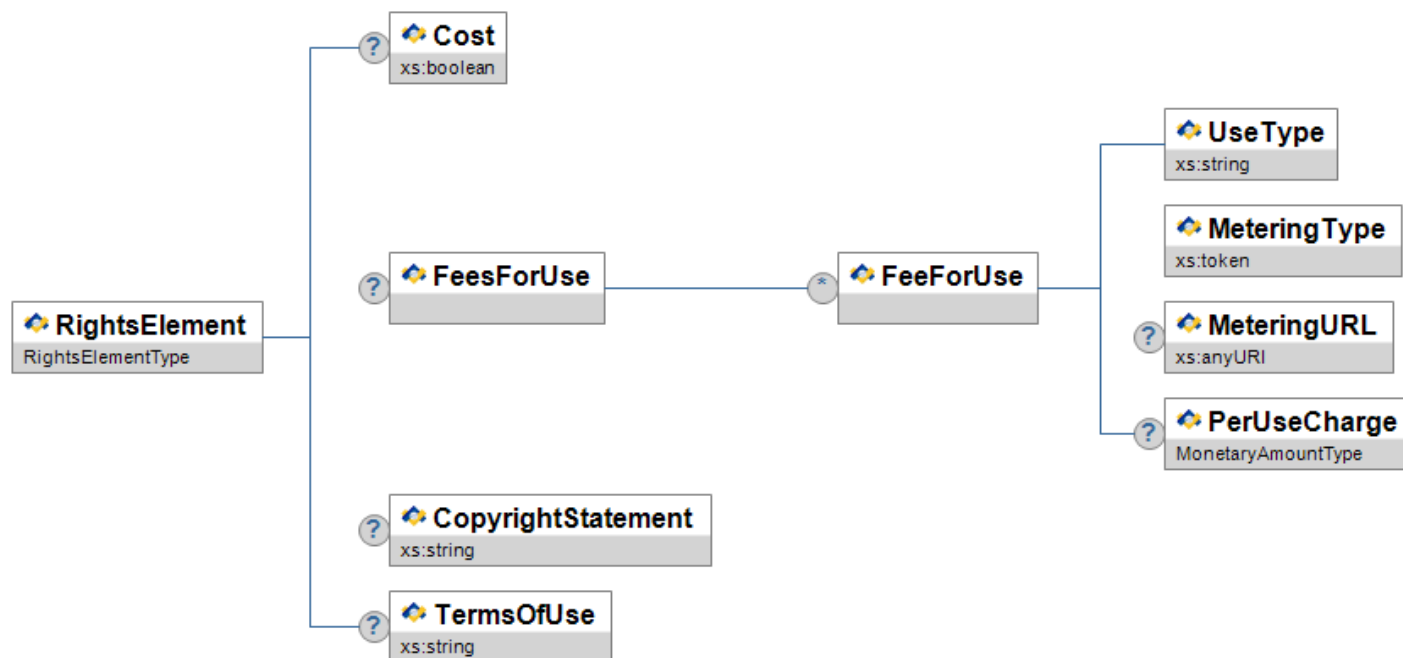 Cost
xs:boolean
UseType
xs:string
MeteringType
xs:token
FeesForUse
FeeForUse
RightsElement
RightsElementType
MeteringURL
xs:anyURI
PerUseCharge
MonetaryAmountType
CopyrightStatement
xs:string
TermsOfUse
xs:string
?
?
*
?
?
?
?